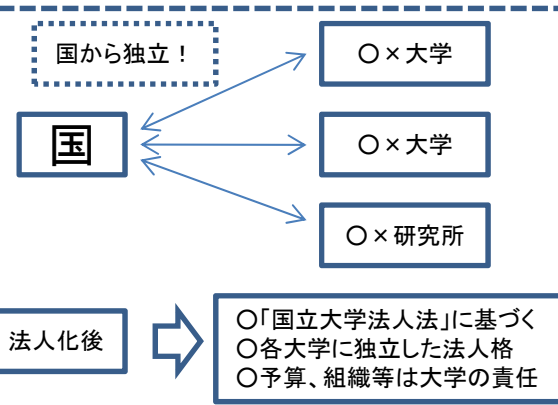 国から独立！
〇×大学
国
〇×大学
〇×研究所
法人化後
〇「国立大学法人法」に基づく
〇各大学に独立した法人格
〇予算、組織等は大学の責任